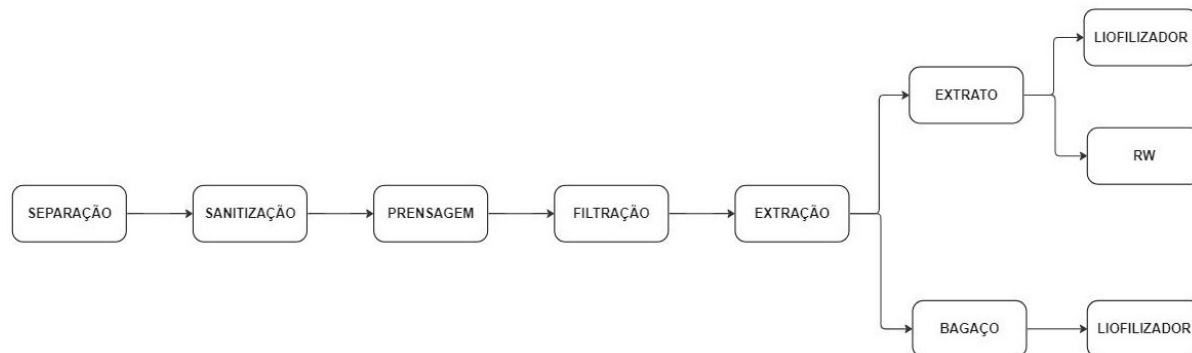 LIOFILIZADOR
EXTRATO
RW
SEPARAÇÃO
SANITIZAÇÃO
PRENSAGEM
FILTRAÇÃO
EXTRAÇÃO
BAGAÇO
LIOFILIZADOR